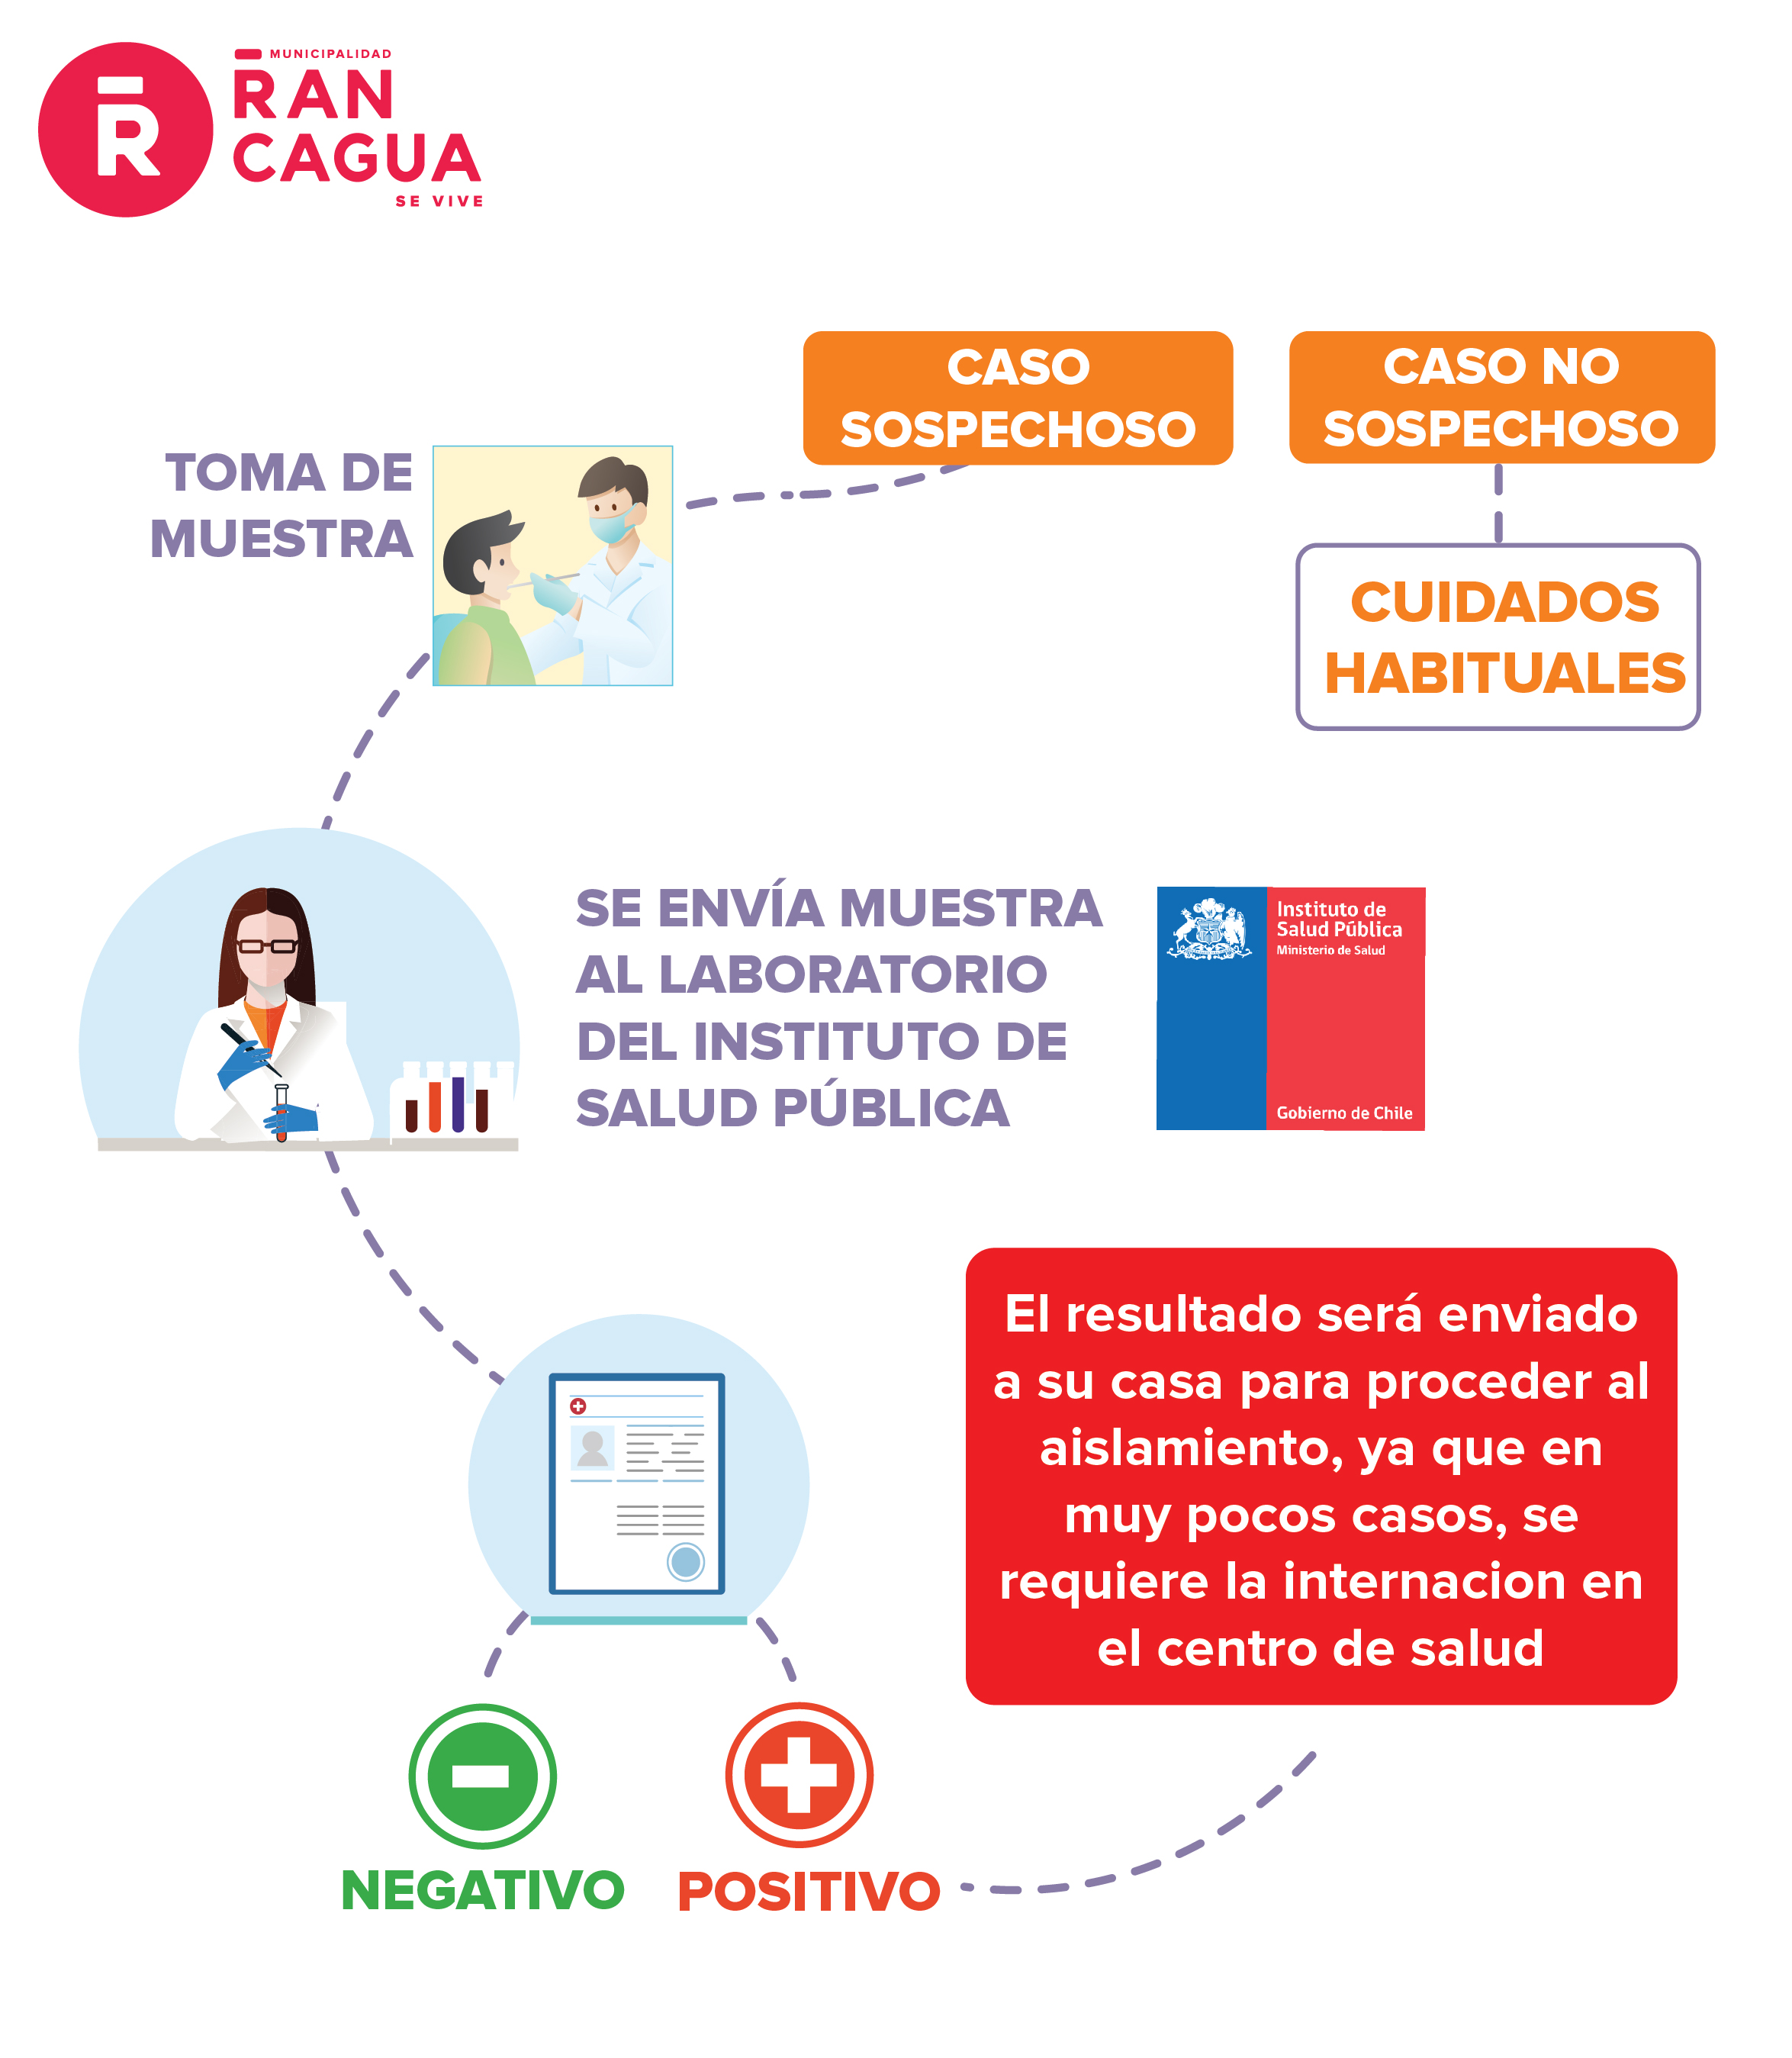 R
MUNICIPALIDAD
RAN
CAGUA
SE VIVE
CASO
SOSPECHOSO
CASO NO
SOSPECHOSO
TOMA DE
MUESTRA
CUIDADOS
HABITUALES
SE ENVÍA MUESTRA
AL LABORATORIO
DEL INSTITUTO DE
SALUD PÚBLICA
Instituto de
Salud Pública
Ministerio de Salud
Gobierno de Chile
El resultado será enviado
a su casa para proceder al
aislamiento, ya que en
muy pocos casos, se
requiere la internacion en
el centro de salud
NEGATIVO
POSITIVO